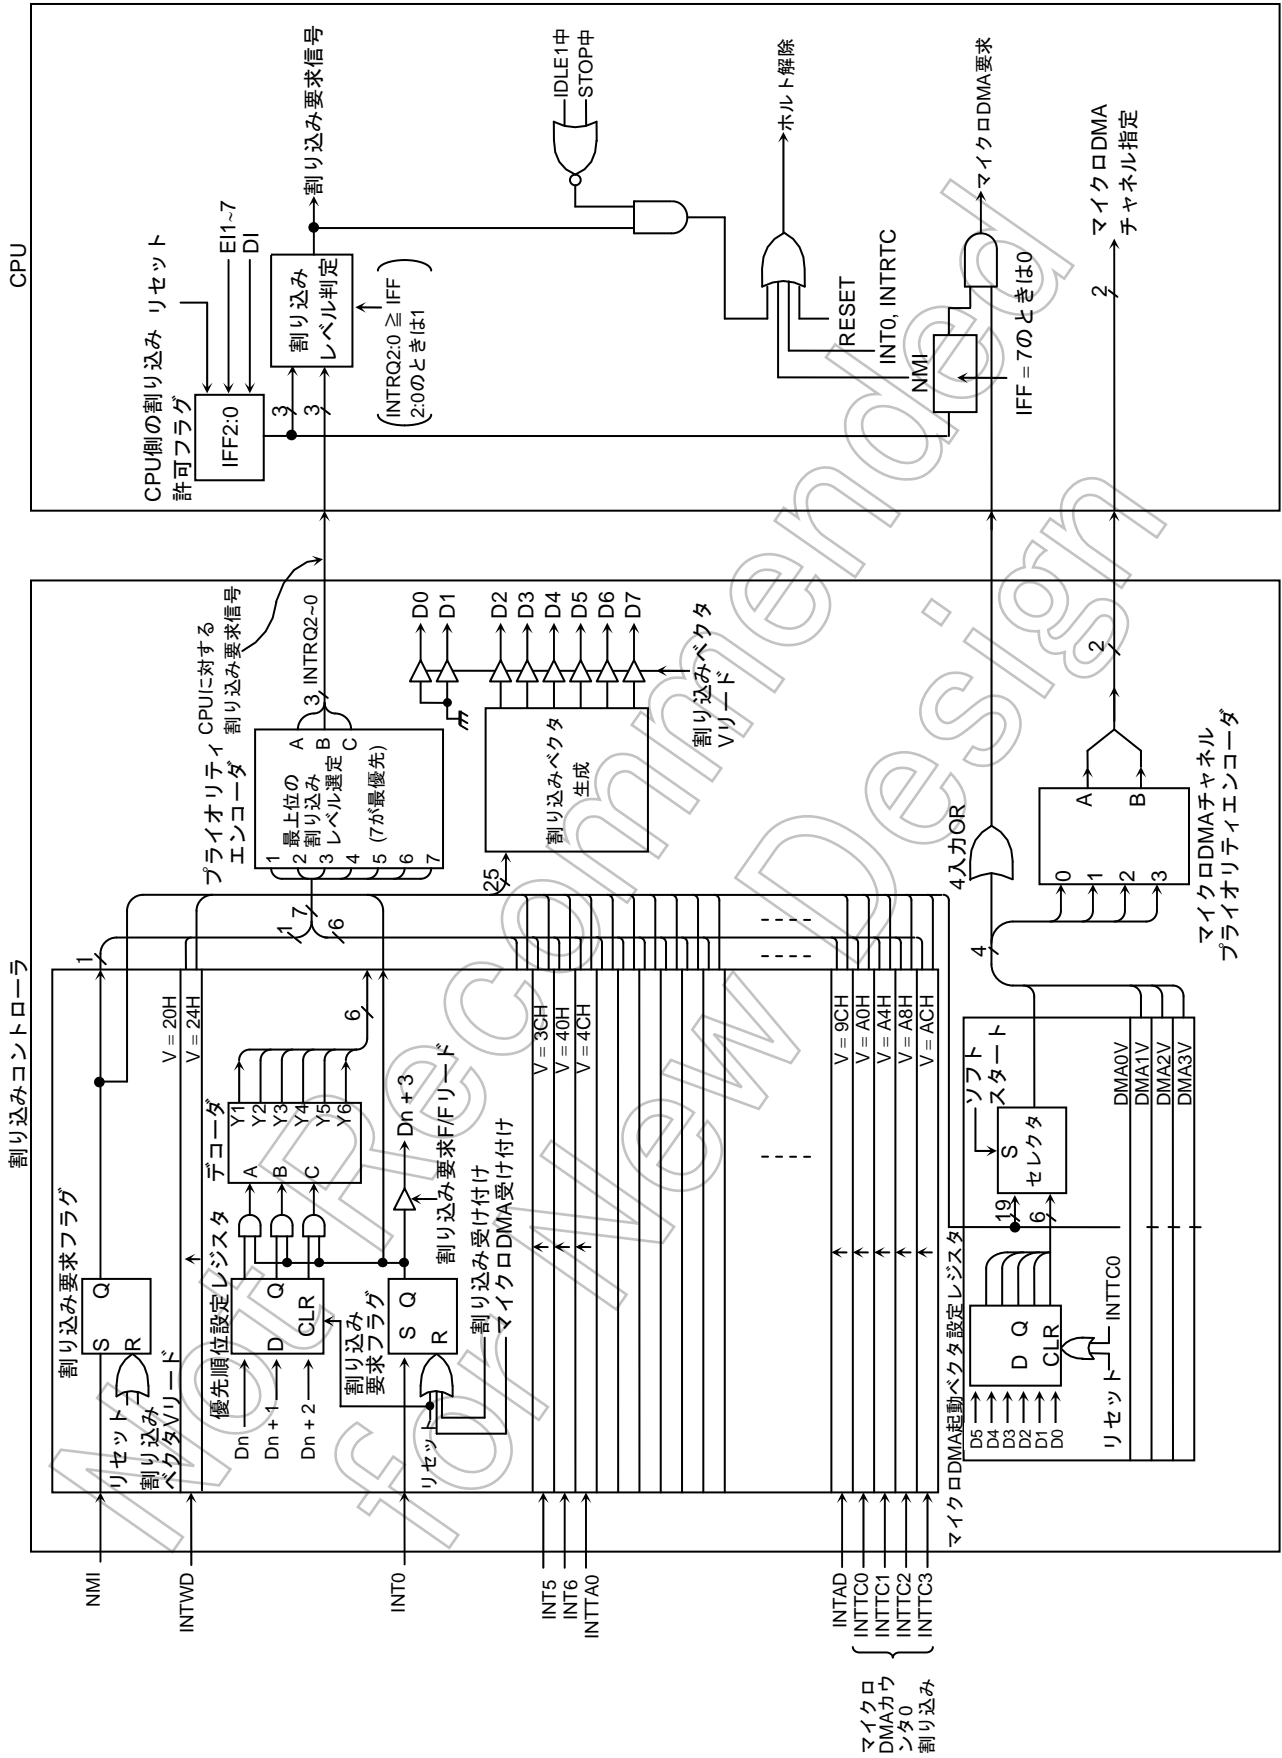 割り込みコントローラ
CPU
NMI
INTWD
INT0
INT5
INT6
INTTA0
INTAD
INTTC0
INTTC1
INTTC2
INTTC3
マイクロ
DMAカウ
ンタ0
割り込み
割り込み要求フラグ
S Q
R
リセット
割り込み
ベクタVリード
V = 20H
V = 24H
優先順位設定レジスタ
Dn
Dn + 1
Dn + 2
D Q
CLR
デコーダ
A
B
C
Y1
Y2
Y3
Y4
Y5
Y6
6
割り込み
要求フラグ
S Q
R
リセット
Dn + 3
割り込み要求F/Fリード
割り込み受け付け
マイクロDMA受け付け
V = 3CH
V = 40H
V = 4CH
V = 9CH
V = A0H
V = A4H
V = A8H
V = ACH
1
1
7
6
プライオリティ
エンコーダ
1
2
3
4
5
6
7
最上位の
割り込み
レベル選定
(7が最優先)
A
B
C
3
INTRQ2~0
CPUに対する
割り込み要求信号
25
割り込みベクタ
生成
D0
D1
D2
D3
D4
D5
D6
D7
割り込みベクタ
Vリード
マイクロDMA起動ベクタ設定レジスタ
D5
D4
D3
D2
D1
D0
D Q
CLR
リセット
INTTC0
19
6
S
セレクタ
ソフト
スタート
DMA0V
DMA1V
DMA2V
DMA3V
4
4入力OR
0
1
2
3
A
B
2
マイクロDMAチャネル
プライオリティエンコーダ
CPU側の割り込み
許可フラグ
リセット
EI1~7
DI
IFF2:0
3
3
割り込み
レベル判定
INTRQ2:0 ≧ IFF
2:0のときは1
割り込み要求信号
IDLE1中
STOP中
ホルト解除
RESET
INT0, INTRTC
NMI
IFF = 7のときは0
マイクロDMA要求
2
マイクロDMA
チャネル指定
Not Recommended
for New Design